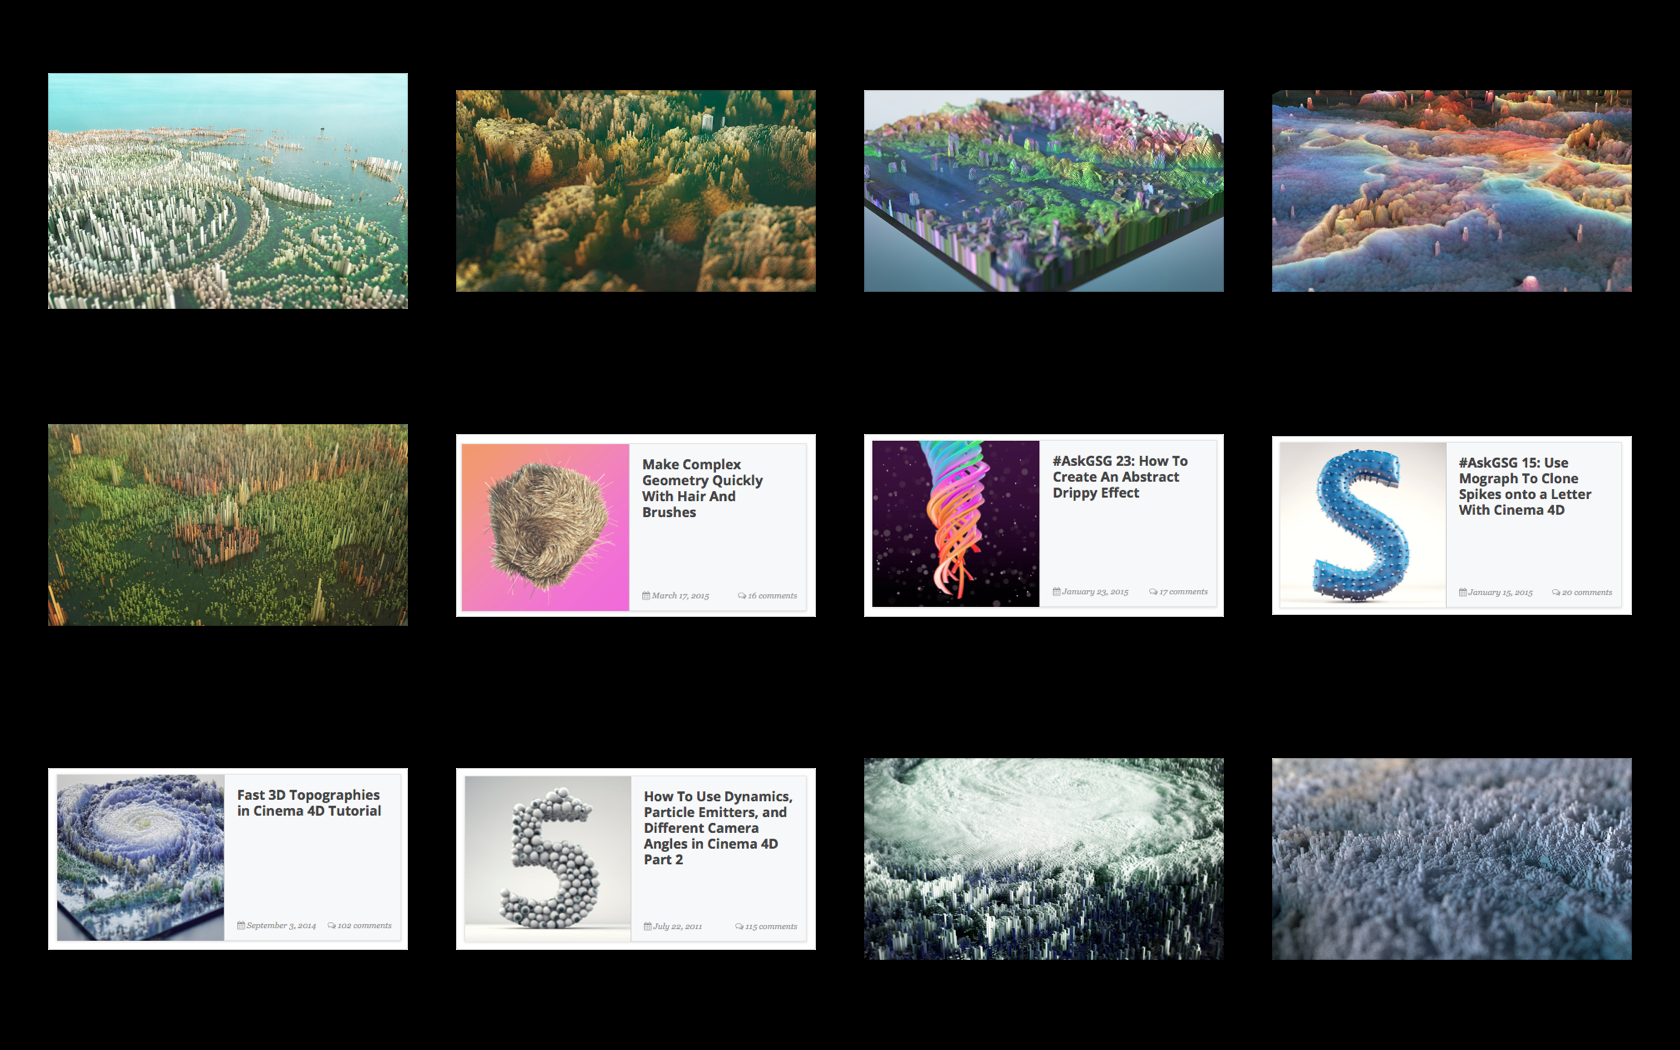 Make Complex
Geometry Quickly
With Hair And
Brushes
March 17, 2015
16 comments
#AskGSG 23: How To
Create An Abstract
Drippy Effect
January 23, 2015
17 comments
#AskGSG 15: Use
Mograph To Clone
Spikes onto a Letter
With Cinema 4D
January 15, 2015
20 comments
Fast 3D Topographies
in Cinema 4D Tutorial
September 3, 2014
102 comments
How To Use Dynamics,
Particle Emitters, and
Different Camera
Angles in Cinema 4D
Part 2
July 22, 2011
115 comments